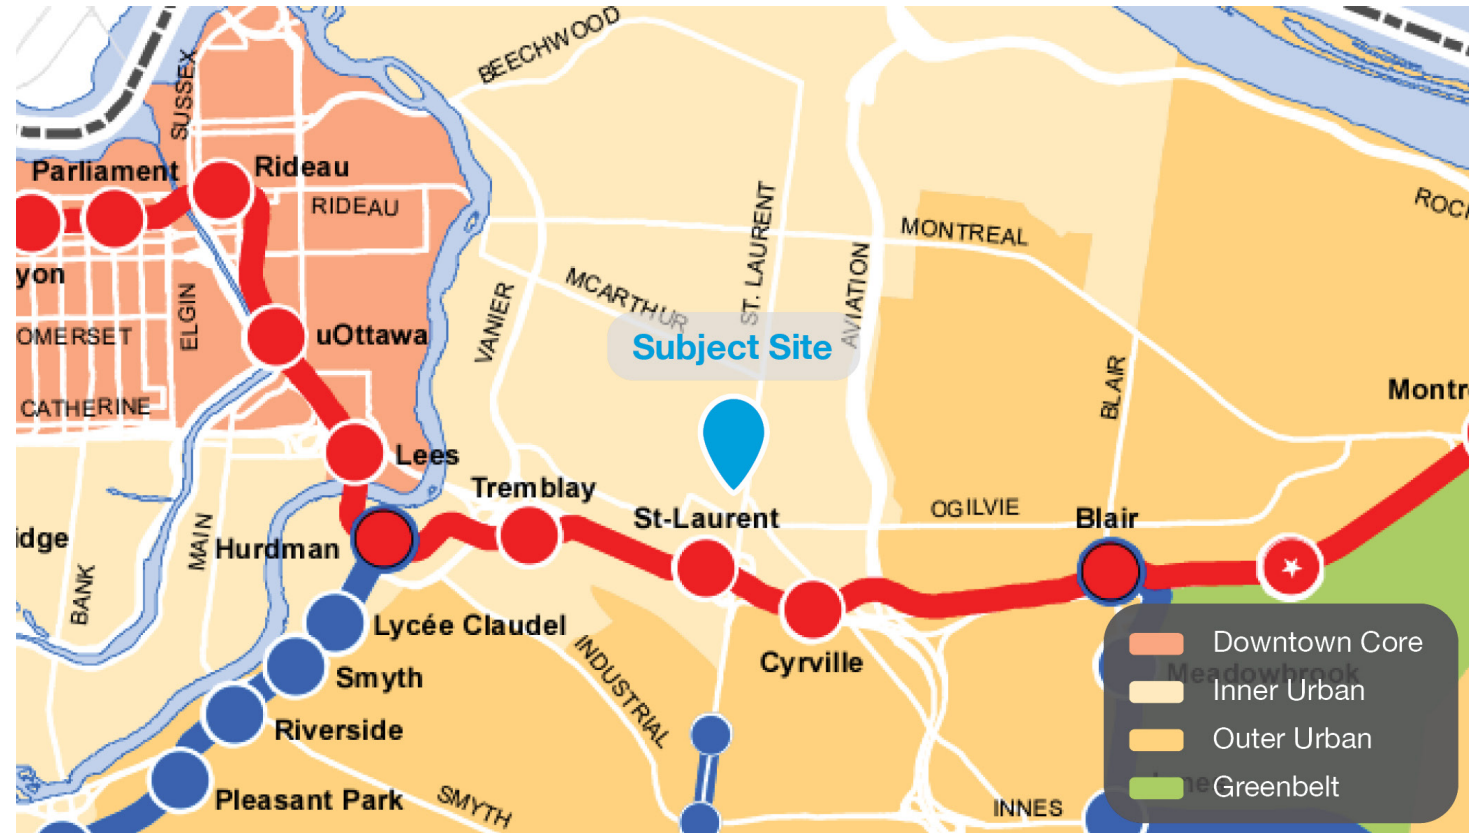 BEECHWOOD
SUSSEX
Parliament
Rideau
RIDEAU
ST. LAURENT
MONTREAL
yon
ELGIN
MCARTHUR
AVIATION
VANIER
OMERSET
uOttawa
Subject Site
BLAIR
CATHERINE
Montr
Lees
Tremblay
St-Laurent
OGILVIE
Blair
idge
MAIN
Hurdman
BANK
Lycée Claudel
INDUSTRIAL
Cyrville
Smyth
Riverside
Pleasant Park
SMYTH
INNES
Downtown Core
Meadowbrook
Inner Urban
Outer Urban
Greenbelt